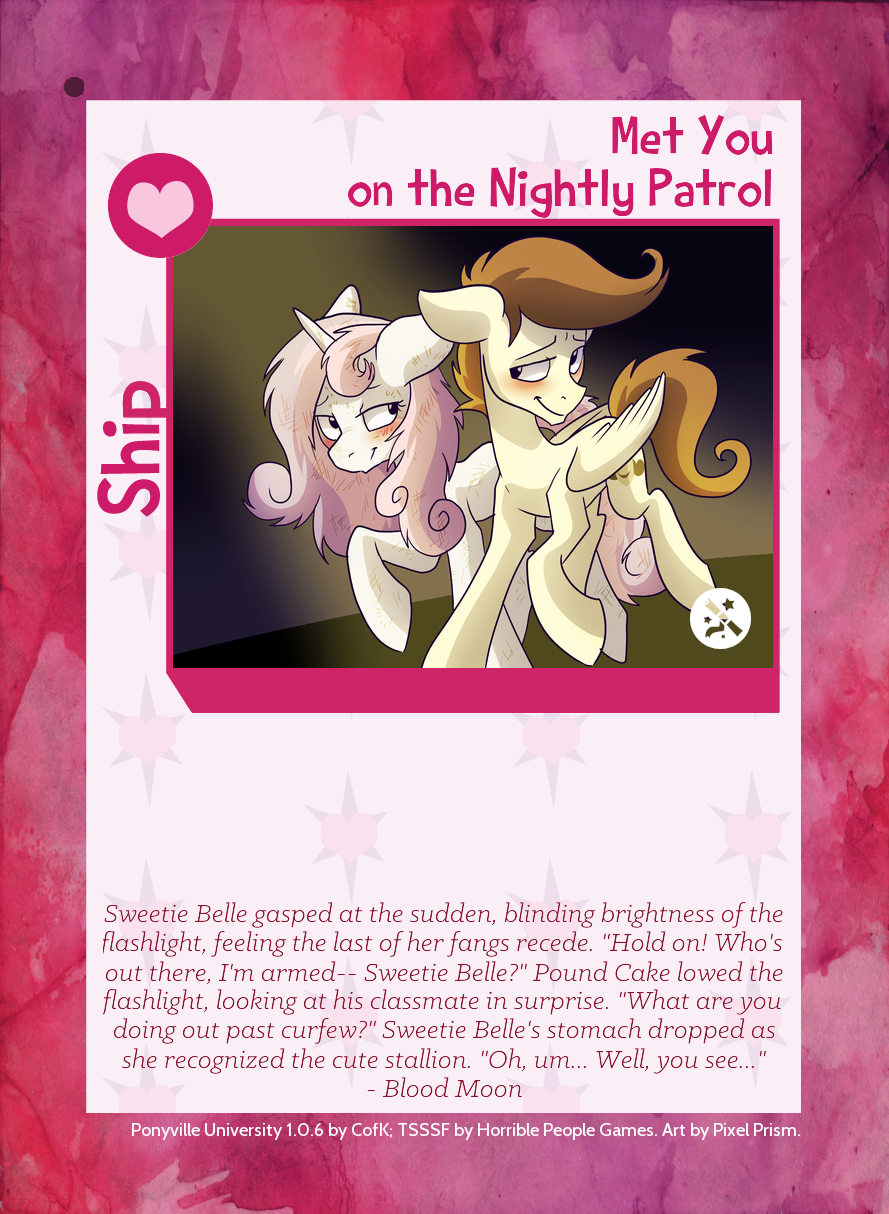 Met You
on the Nightly Patrol
Ship
Sweetie Belle gasped at the sudden, blinding brightness of the
flashlight, feeling the last of her fangs recede. "Hold on! Who's
out there, I'm armed-- Sweetie Belle?" Pound Cake lowed the
flashlight, looking at his classmate in surprise. "What are you
doing out past curfew?" Sweetie Belle's stomach dropped as
she recognized the cute stallion. "Oh, um... Well, you see..."
- Blood Moon
Ponyville University 1.0.6 by CofK; TSSSF by Horrible People Games. Art by Pixel Prism.